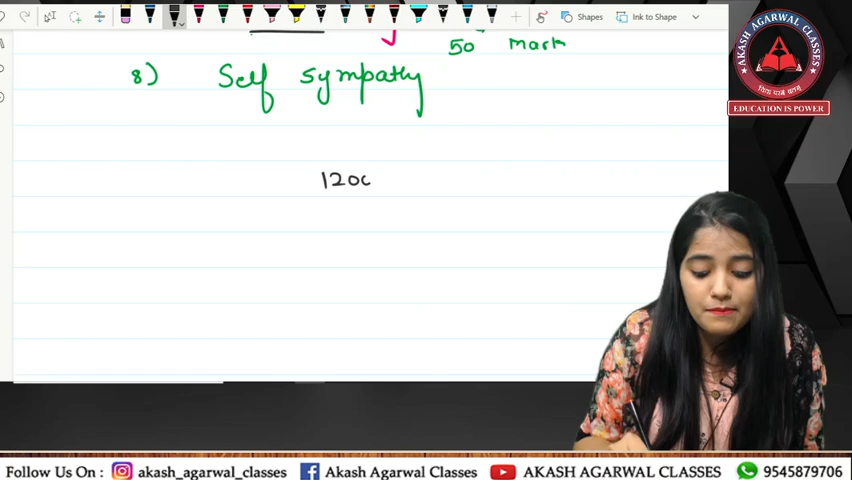 Shapes
Ink to Shape
50 mark
8) Self sympathy
120
AKASH AGARWAL CLASSES
EDUCATION IS POWER
Follow Us On : akash_agarwal_classes Akash Agarwal Classes AKASH AGARWAL CLASSES 9545879706